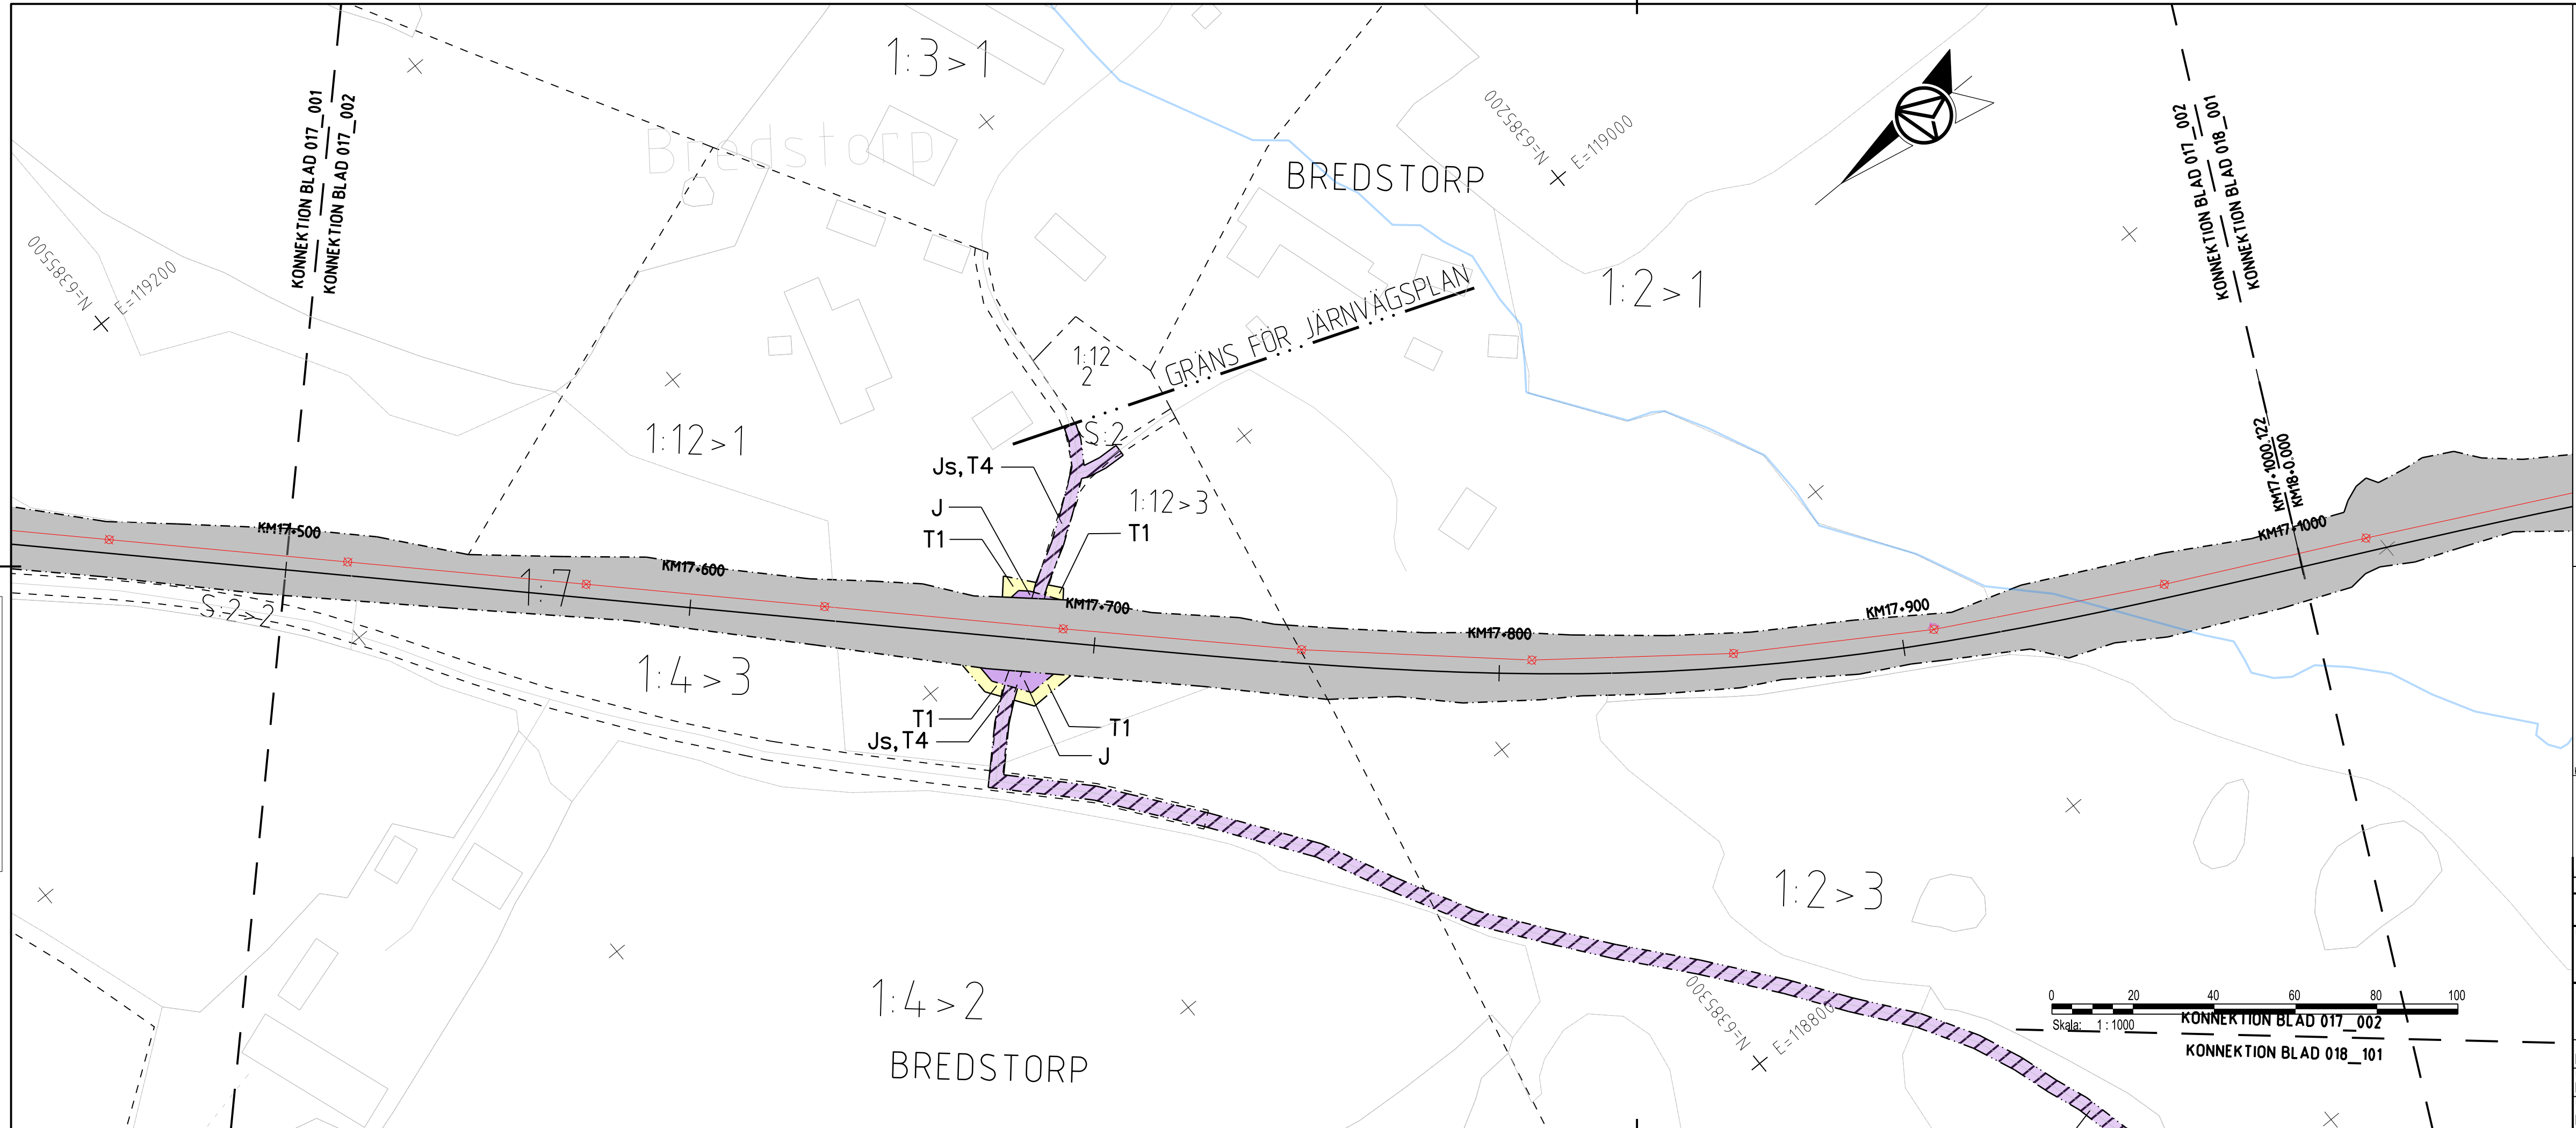 1:3>1
Bredstorp
BREDSTORP
KONNEKTION BLAD 017_001
KONNEKTION BLAD 017_002
N=6385200
E=119000
KONNEKTION BLAD 017_002
KONNEKTION BLAD 018_001
N=6385500
E=119200
1:2>1
GRÄNS FÖR JÄRNVÄGSPLAN
1:12
2
1:12>1
S:2
Js,T4
J
T1
1:12>3
T1
KM17+1000.122
KM18+0.000
KM17+500
KM17+600
KM17+700
KM17+800
KM17+900
KM17+1000
1:7
S:2>2
1:4>3
T1
Js,T4
T1
J
1:2>3
1:4>2
BREDSTORP
N=6385300
E=118800
0 20 40 60 80 100
Skala: 1:1000
KONNEKTION BLAD 017_002
KONNEKTION BLAD 018_101